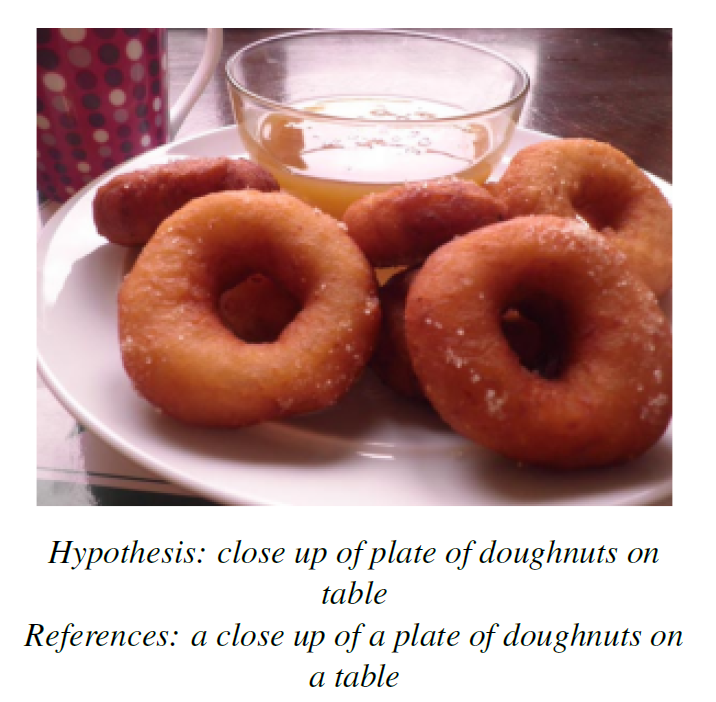 Hypothesis: close up of plate of doughnuts on
table
References: a close up of a plate of doughnuts on
a table